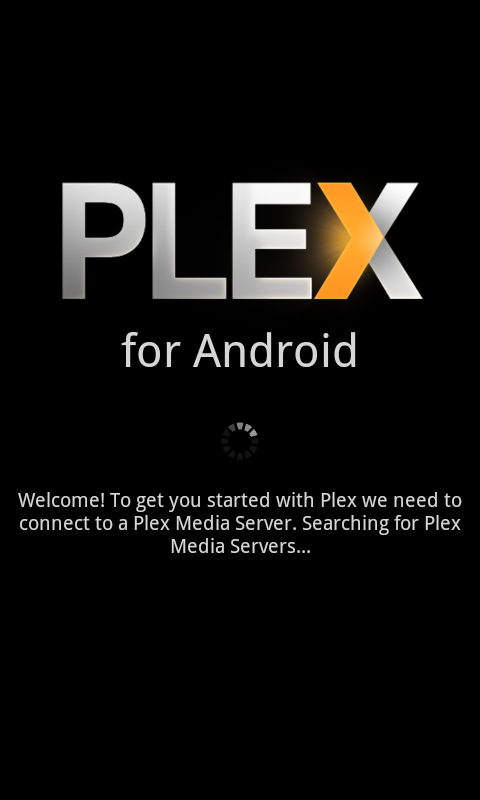 PLEX
for Android
Welcome! To get you started with Plex we need to
connect to a Plex Media Server. Searching for Plex
Media Servers...